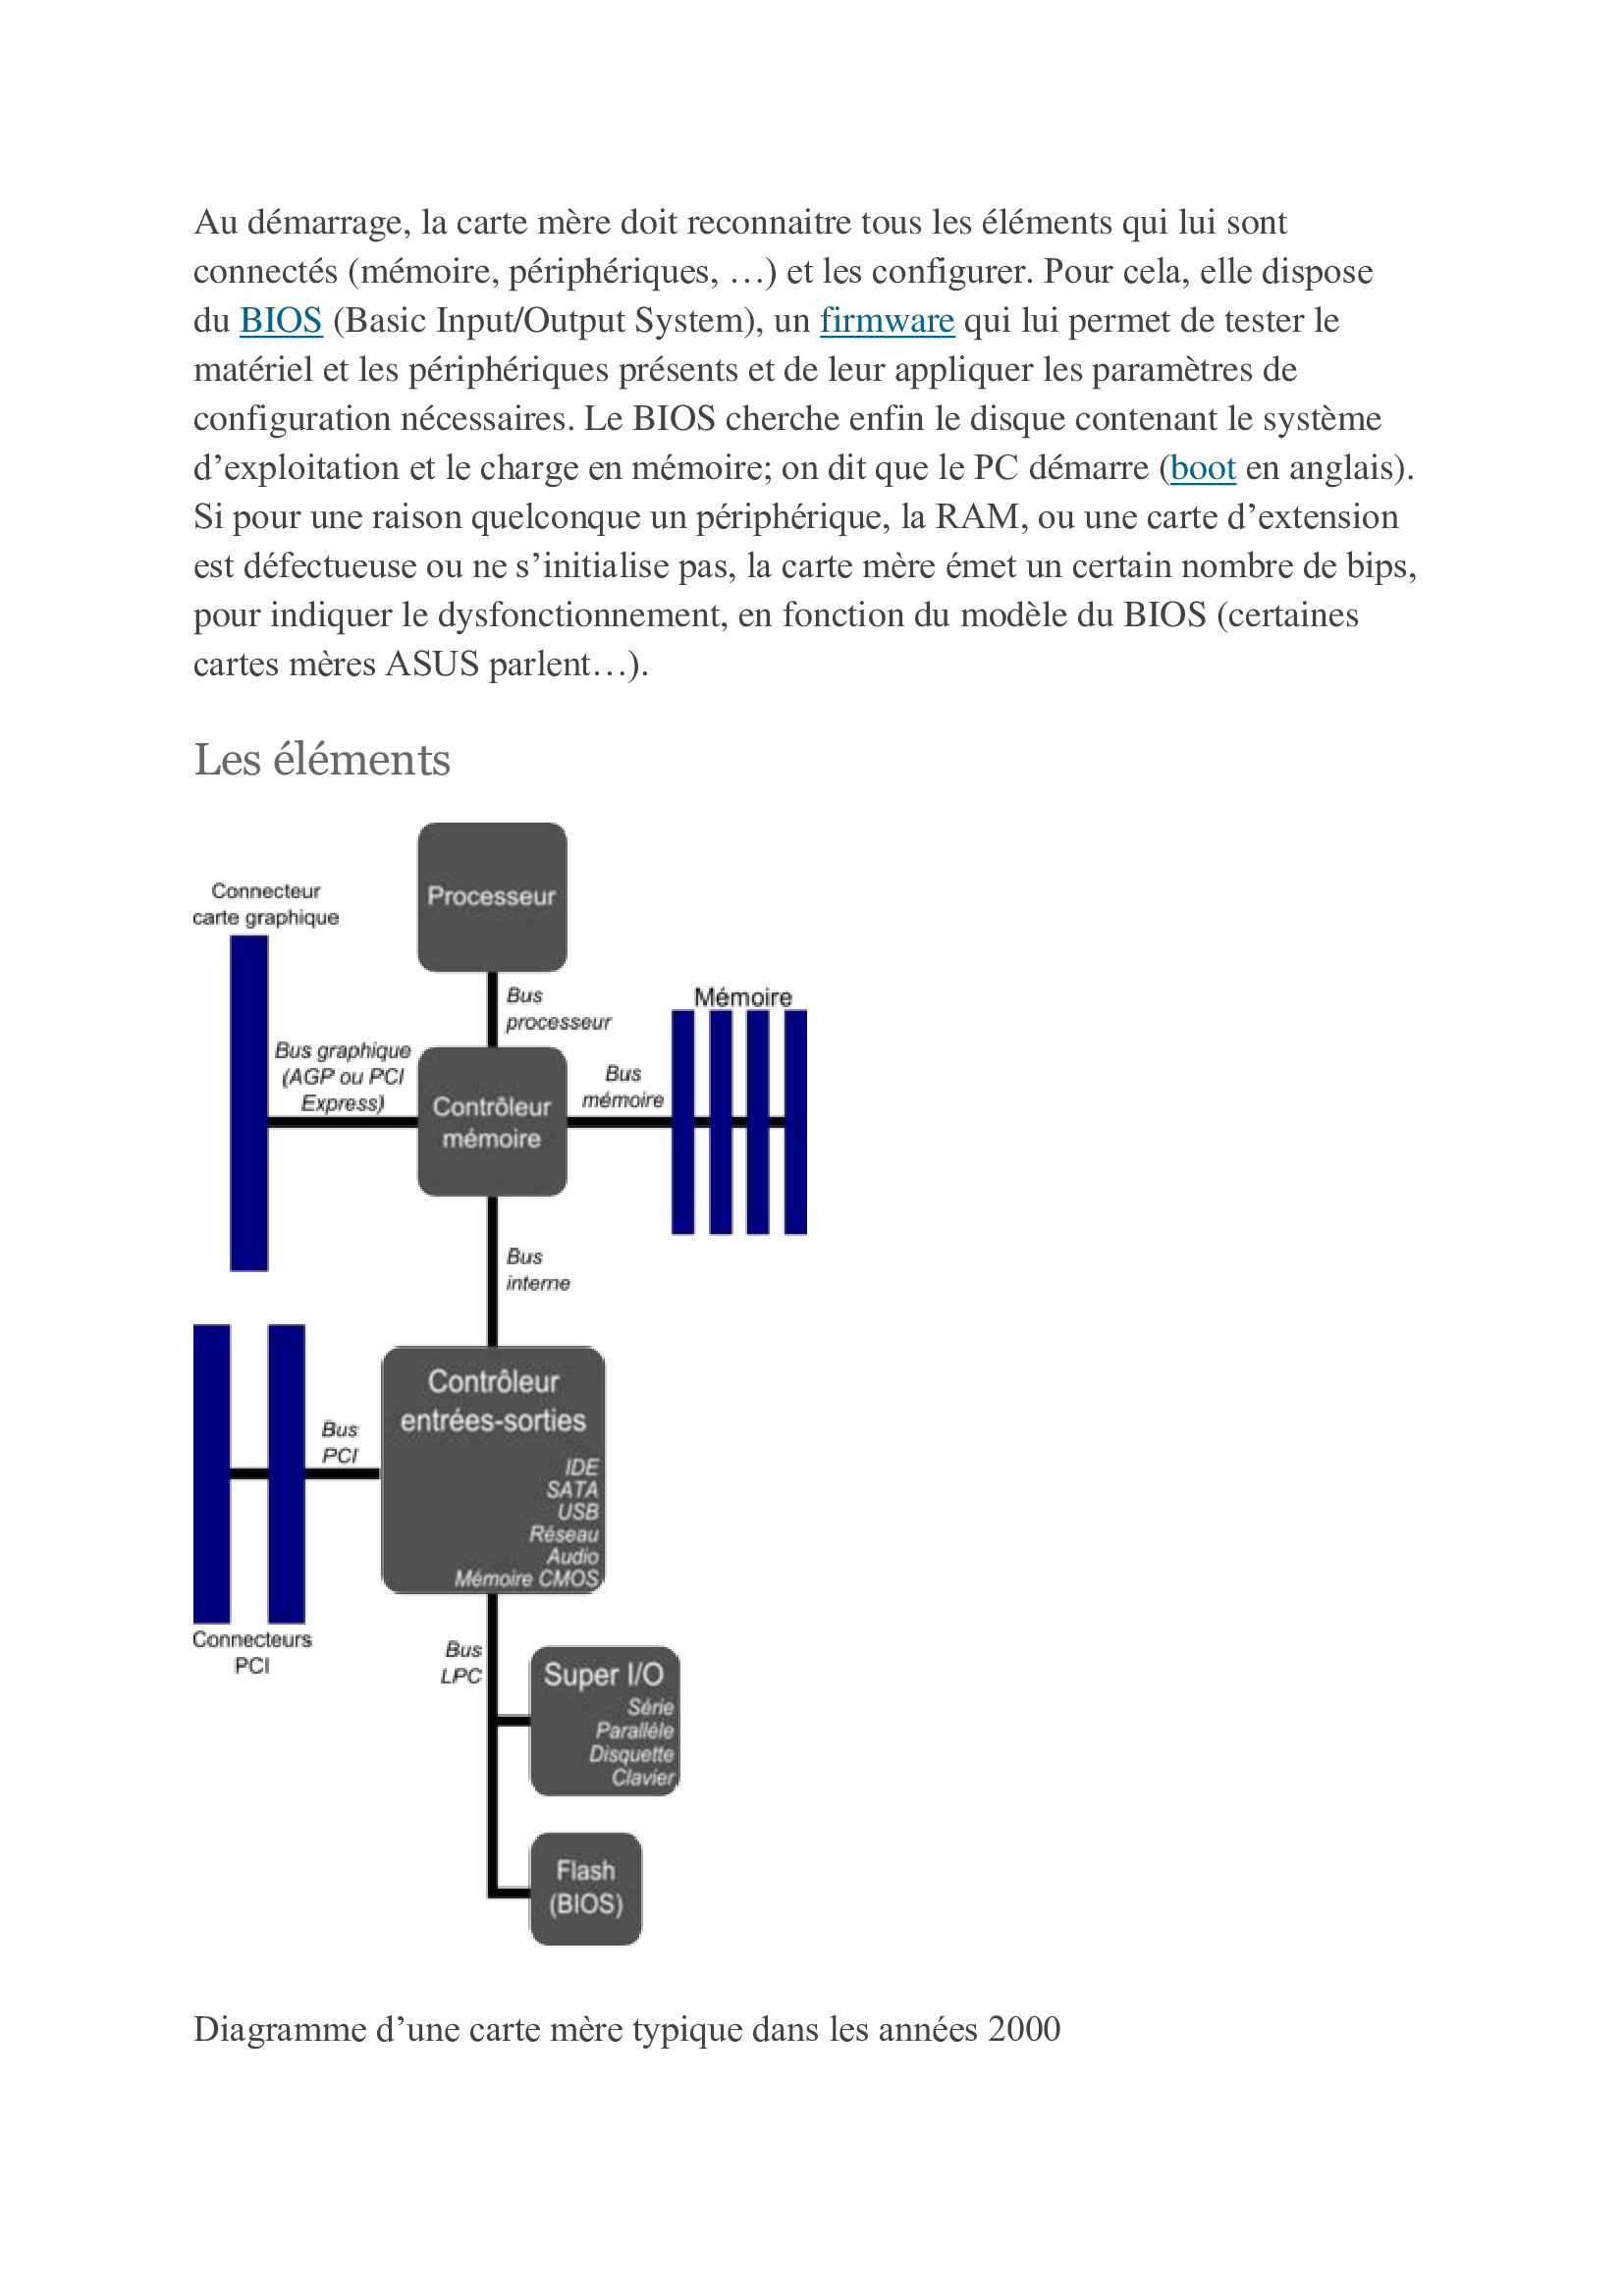 Au démarrage, la carte mère doit reconnaitre tous les éléments qui lui sont
connectés (mémoire, périphériques, …) et les configurer. Pour cela, elle dispose
du BIOS (Basic Input/Output System), un firmware qui lui permet de tester le
matériel et les périphériques présents et de leur appliquer les paramètres de
configuration nécessaires. Le BIOS cherche enfin le disque contenant le système
d’exploitation et le charge en mémoire; on dit que le PC démarre (boot en anglais).
Si pour une raison quelconque un périphérique, la RAM, ou une carte d’extension
est défectueuse ou ne s’initialise pas, la carte mère émet un certain nombre de bips,
pour indiquer le dysfonctionnement, en fonction du modèle du BIOS (certaines
cartes mères ASUS parlent…).
Les éléments
Processeur
Connecteur
carte graphique
Bus
processeur
Mémoire
Bus graphique
(AGP ou PCI
Express)
Contrôleur
mémoire
Bus
mémoire
Bus
interne
Contrôleur
entrées-sorties
IDE
SATA
USB
Réseau
Audio
Mémoire CMOS
Bus
PCI
Connecteurs
PCI
Bus
LPC
Super I/O
Série
Parallèle
Disquette
Clavier
Flash
(BIOS)
Diagramme d’une carte mère typique dans les années 2000